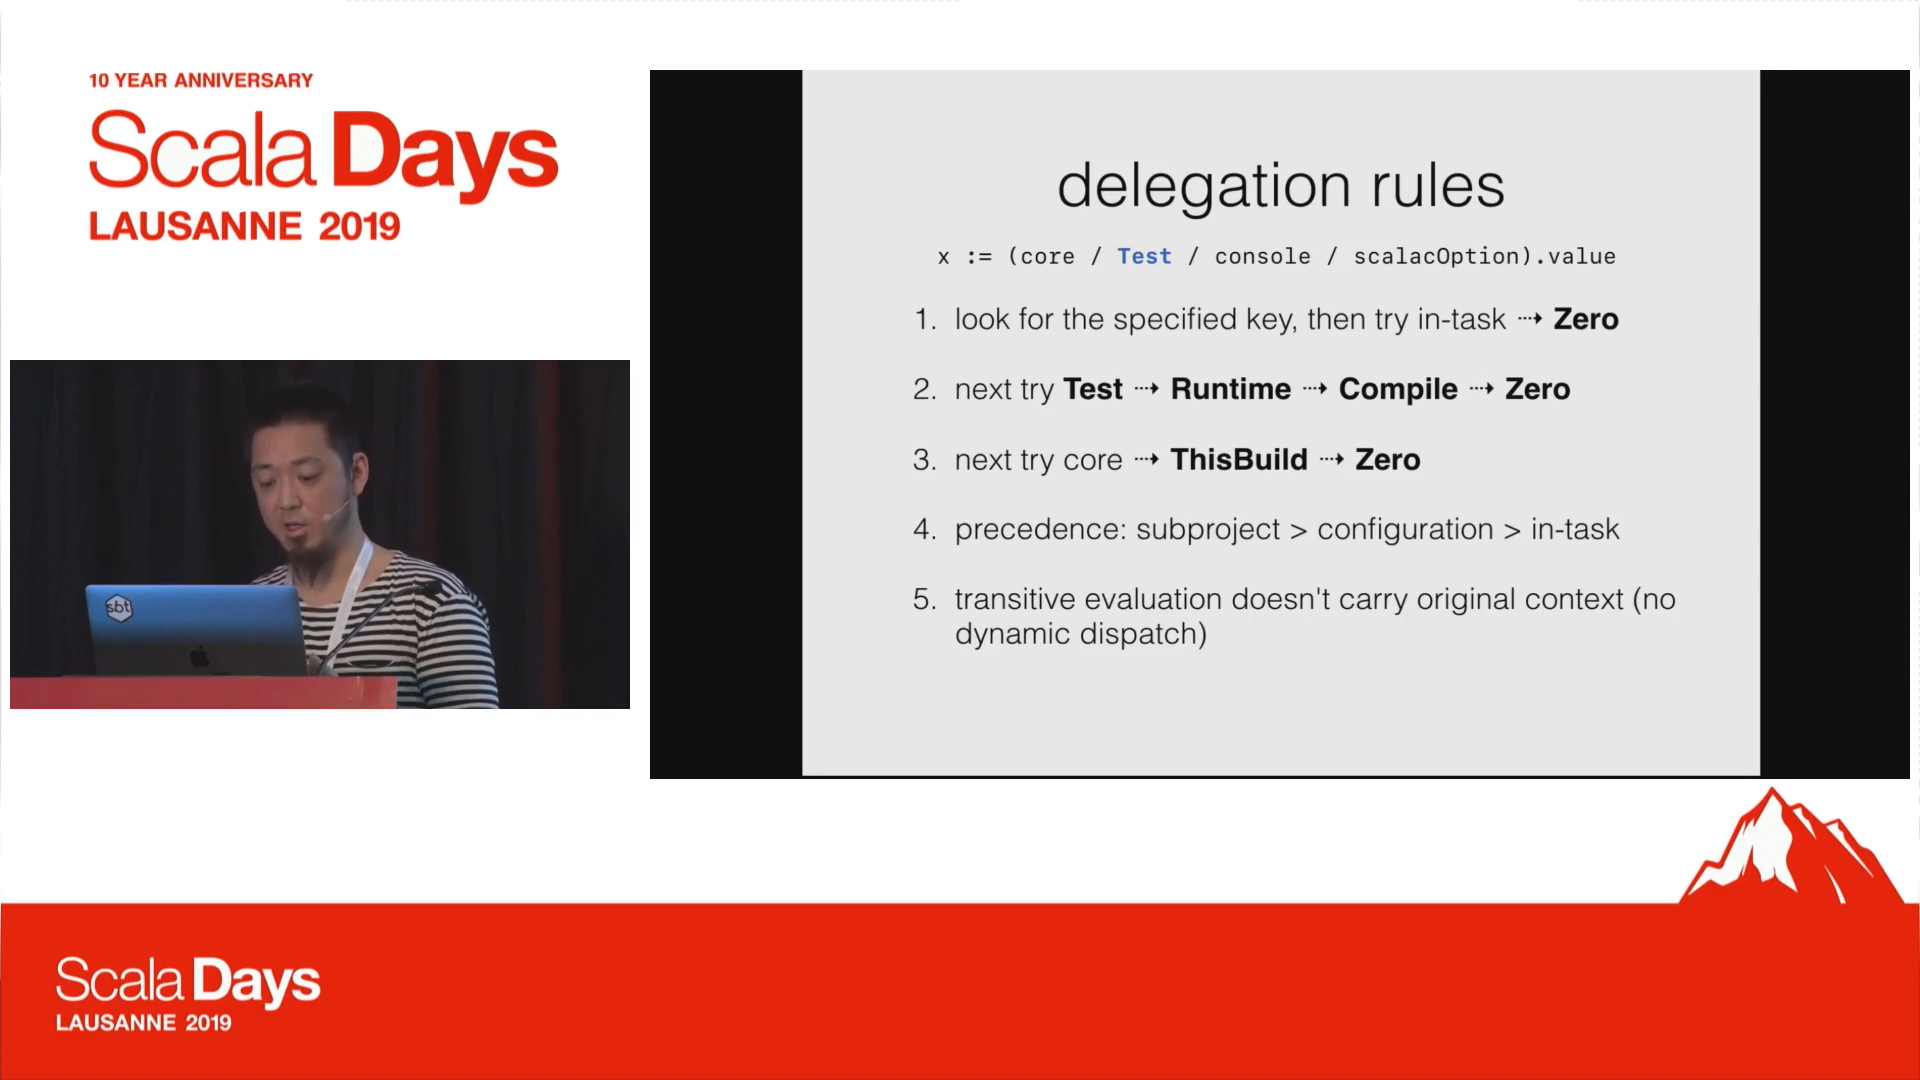 10 YEAR ANNIVERSARY
Scala Days
LAUSANNE 2019
sbt
delegation rules
x := (core / Test / console / scalacOption).value
1. look for the specified key, then try in-task ⇢ Zero
2. next try Test ⇢ Runtime ⇢ Compile ⇢ Zero
3. next try core ⇢ ThisBuild ⇢ Zero
4. precedence: subproject > configuration > in-task
5. transitive evaluation doesn't carry original context (no
dynamic dispatch)
Scala Days
LAUSANNE 2019